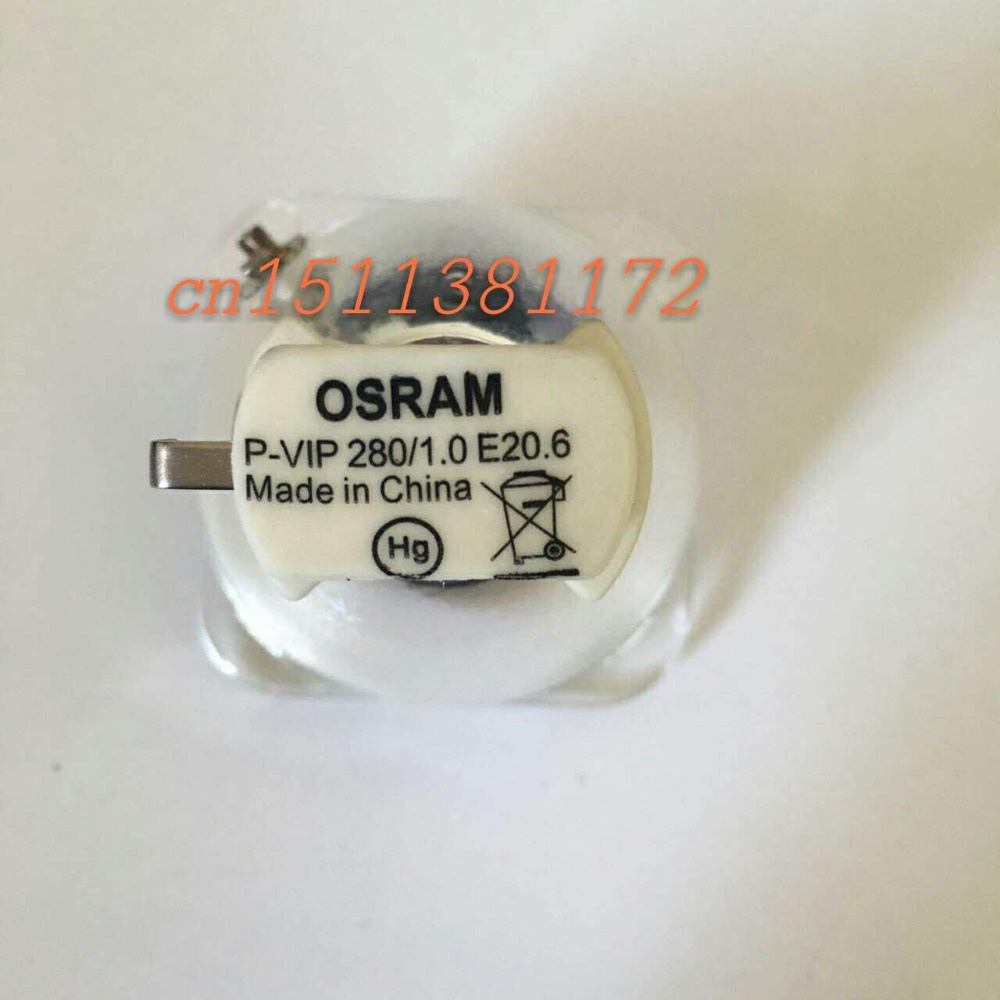 cn1511381172
OSRAM
P-VIP 280/1.0 E20.6
Made in China
Hg